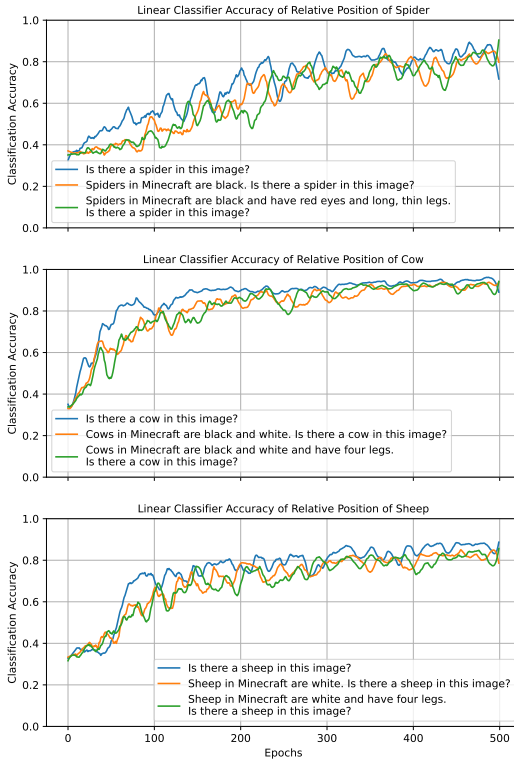 Linear Classifier Accuracy of Relative Position of Spider
1.0
0.8
0.6
0.4
0.2
0.0
Classification Accuracy
Is there a spider in this image?
Spiders in Minecraft are black. Is there a spider in this image?
Spiders in Minecraft are black and have red eyes and long, thin legs.
Is there a spider in this image?
Linear Classifier Accuracy of Relative Position of Cow
1.0
0.8
0.6
0.4
0.2
0.0
Classification Accuracy
Is there a cow in this image?
Cows in Minecraft are black and white. Is there a cow in this image?
Cows in Minecraft are black and white and have four legs.
Is there a cow in this image?
Linear Classifier Accuracy of Relative Position of Sheep
1.0
0.8
0.6
0.4
0.2
0.0
Classification Accuracy
Is there a sheep in this image?
Sheep in Minecraft are white. Is there a sheep in this image?
Sheep in Minecraft are white and have four legs.
Is there a sheep in this image?
0 100 200 300 400 500
Epochs